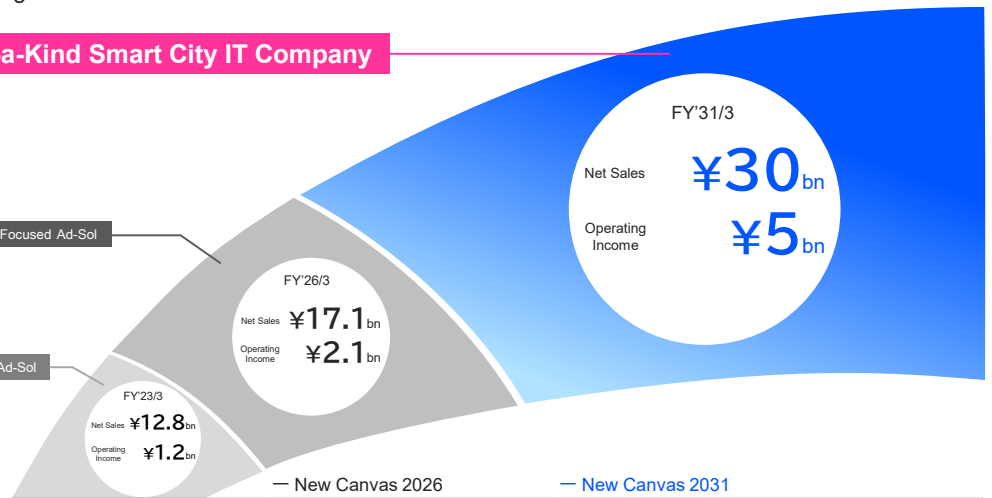 -a-Kind Smart City IT Company
FY'31/3
Net Sales ¥30bn
Operating Income ¥5bn
Focused Ad-Sol
FY'26/3
Net Sales ¥17.1bn
Operating Income ¥2.1bn
Ad-Sol
FY'23/3
Net Sales ¥12.8bn
Operating Income ¥1.2bn
— New Canvas 2026
— New Canvas 2031